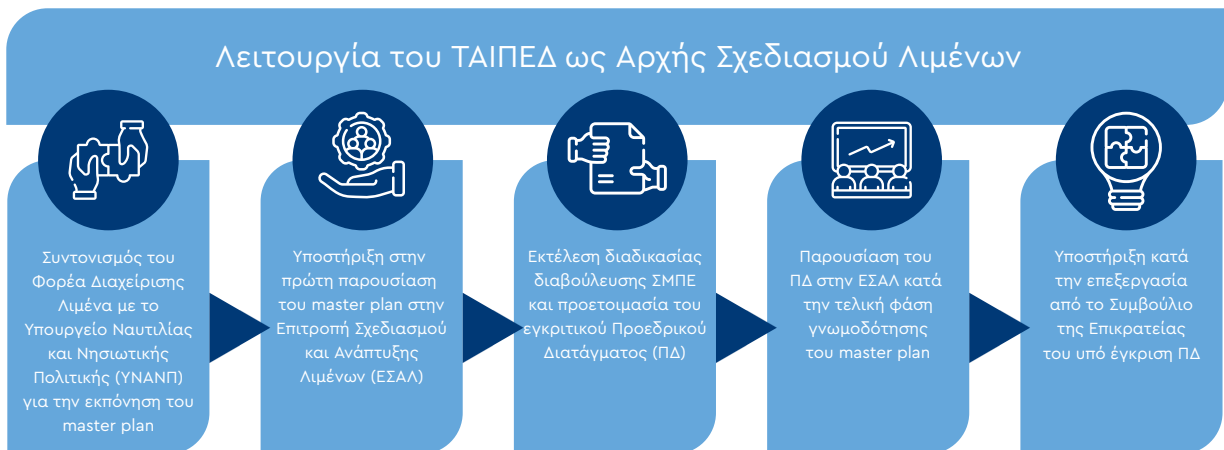 Λειτουργία του ΤΑΙΠΕΔ ως Αρχής Σχεδιασμού Λιμένων
Συντονισμός του
Φορέα Διαχείρισης
Λιμένα με το
Υπουργείο Ναυτιλίας
και Νησιωτικής
Πολιτικής (ΥΝΑΝΠ)
για την εκπόνηση του
master plan
Υποστήριξη στην
πρώτη παρουσίαση
του master plan στην
Επιτροπή Σχεδιασμού
και Ανάπτυξης
Λιμένων (ΕΣΑΛ)
Εκτέλεση διαδικασίας
διαβούλευσης ΣΜΠΕ
και προετοιμασία του
εγκριτικού Προεδρικού
Διατάγματος (ΠΔ)
Παρουσίαση του
ΠΔ στην ΕΣΑΛ κατά
την τελική φάση
γνωμοδότησης
του master plan
Υποστήριξη κατά
την επεξεργασία
από το Συμβούλιο
της Επικρατείας
του υπό έγκριση ΠΔ